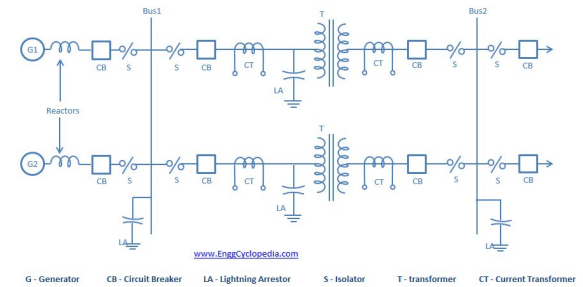 Bus1
T
Bus2
G1
CB
S
S
CB
CT
LA
CT
CB
S
S
CB
Reactors
T
G2
CB
S
S
CB
CT
LA
CT
CB
S
S
CB
LA
LA
www.EnggCyclopedia.com
G - Generator CB - Circuit Breaker LA - Lightning Arrestor S - Isolator T - transformer CT - Current Transformer